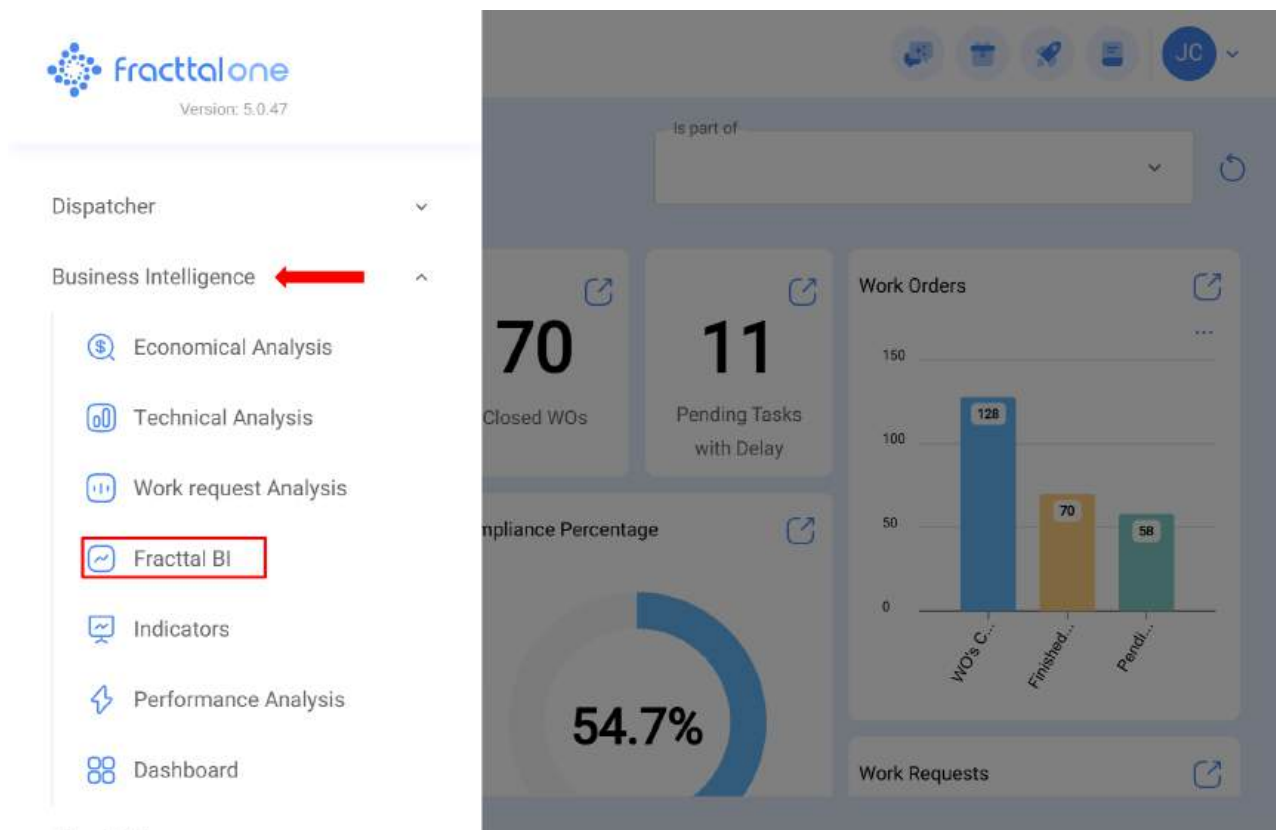 fracttal one
Version: 5.0.47
JC
Is part of
Dispatcher
Business Intelligence
Economical Analysis
Technical Analysis
Work request Analysis
Fracttal BI
Indicators
Performance Analysis
Dashboard
70
Closed WOs
11
Pending Tasks
with Delay
Work Orders
...
150
100
50
0
128
70
58
WO's C...
Finished...
Pendi...
mpliance Percentage
54.7%
Work Requests